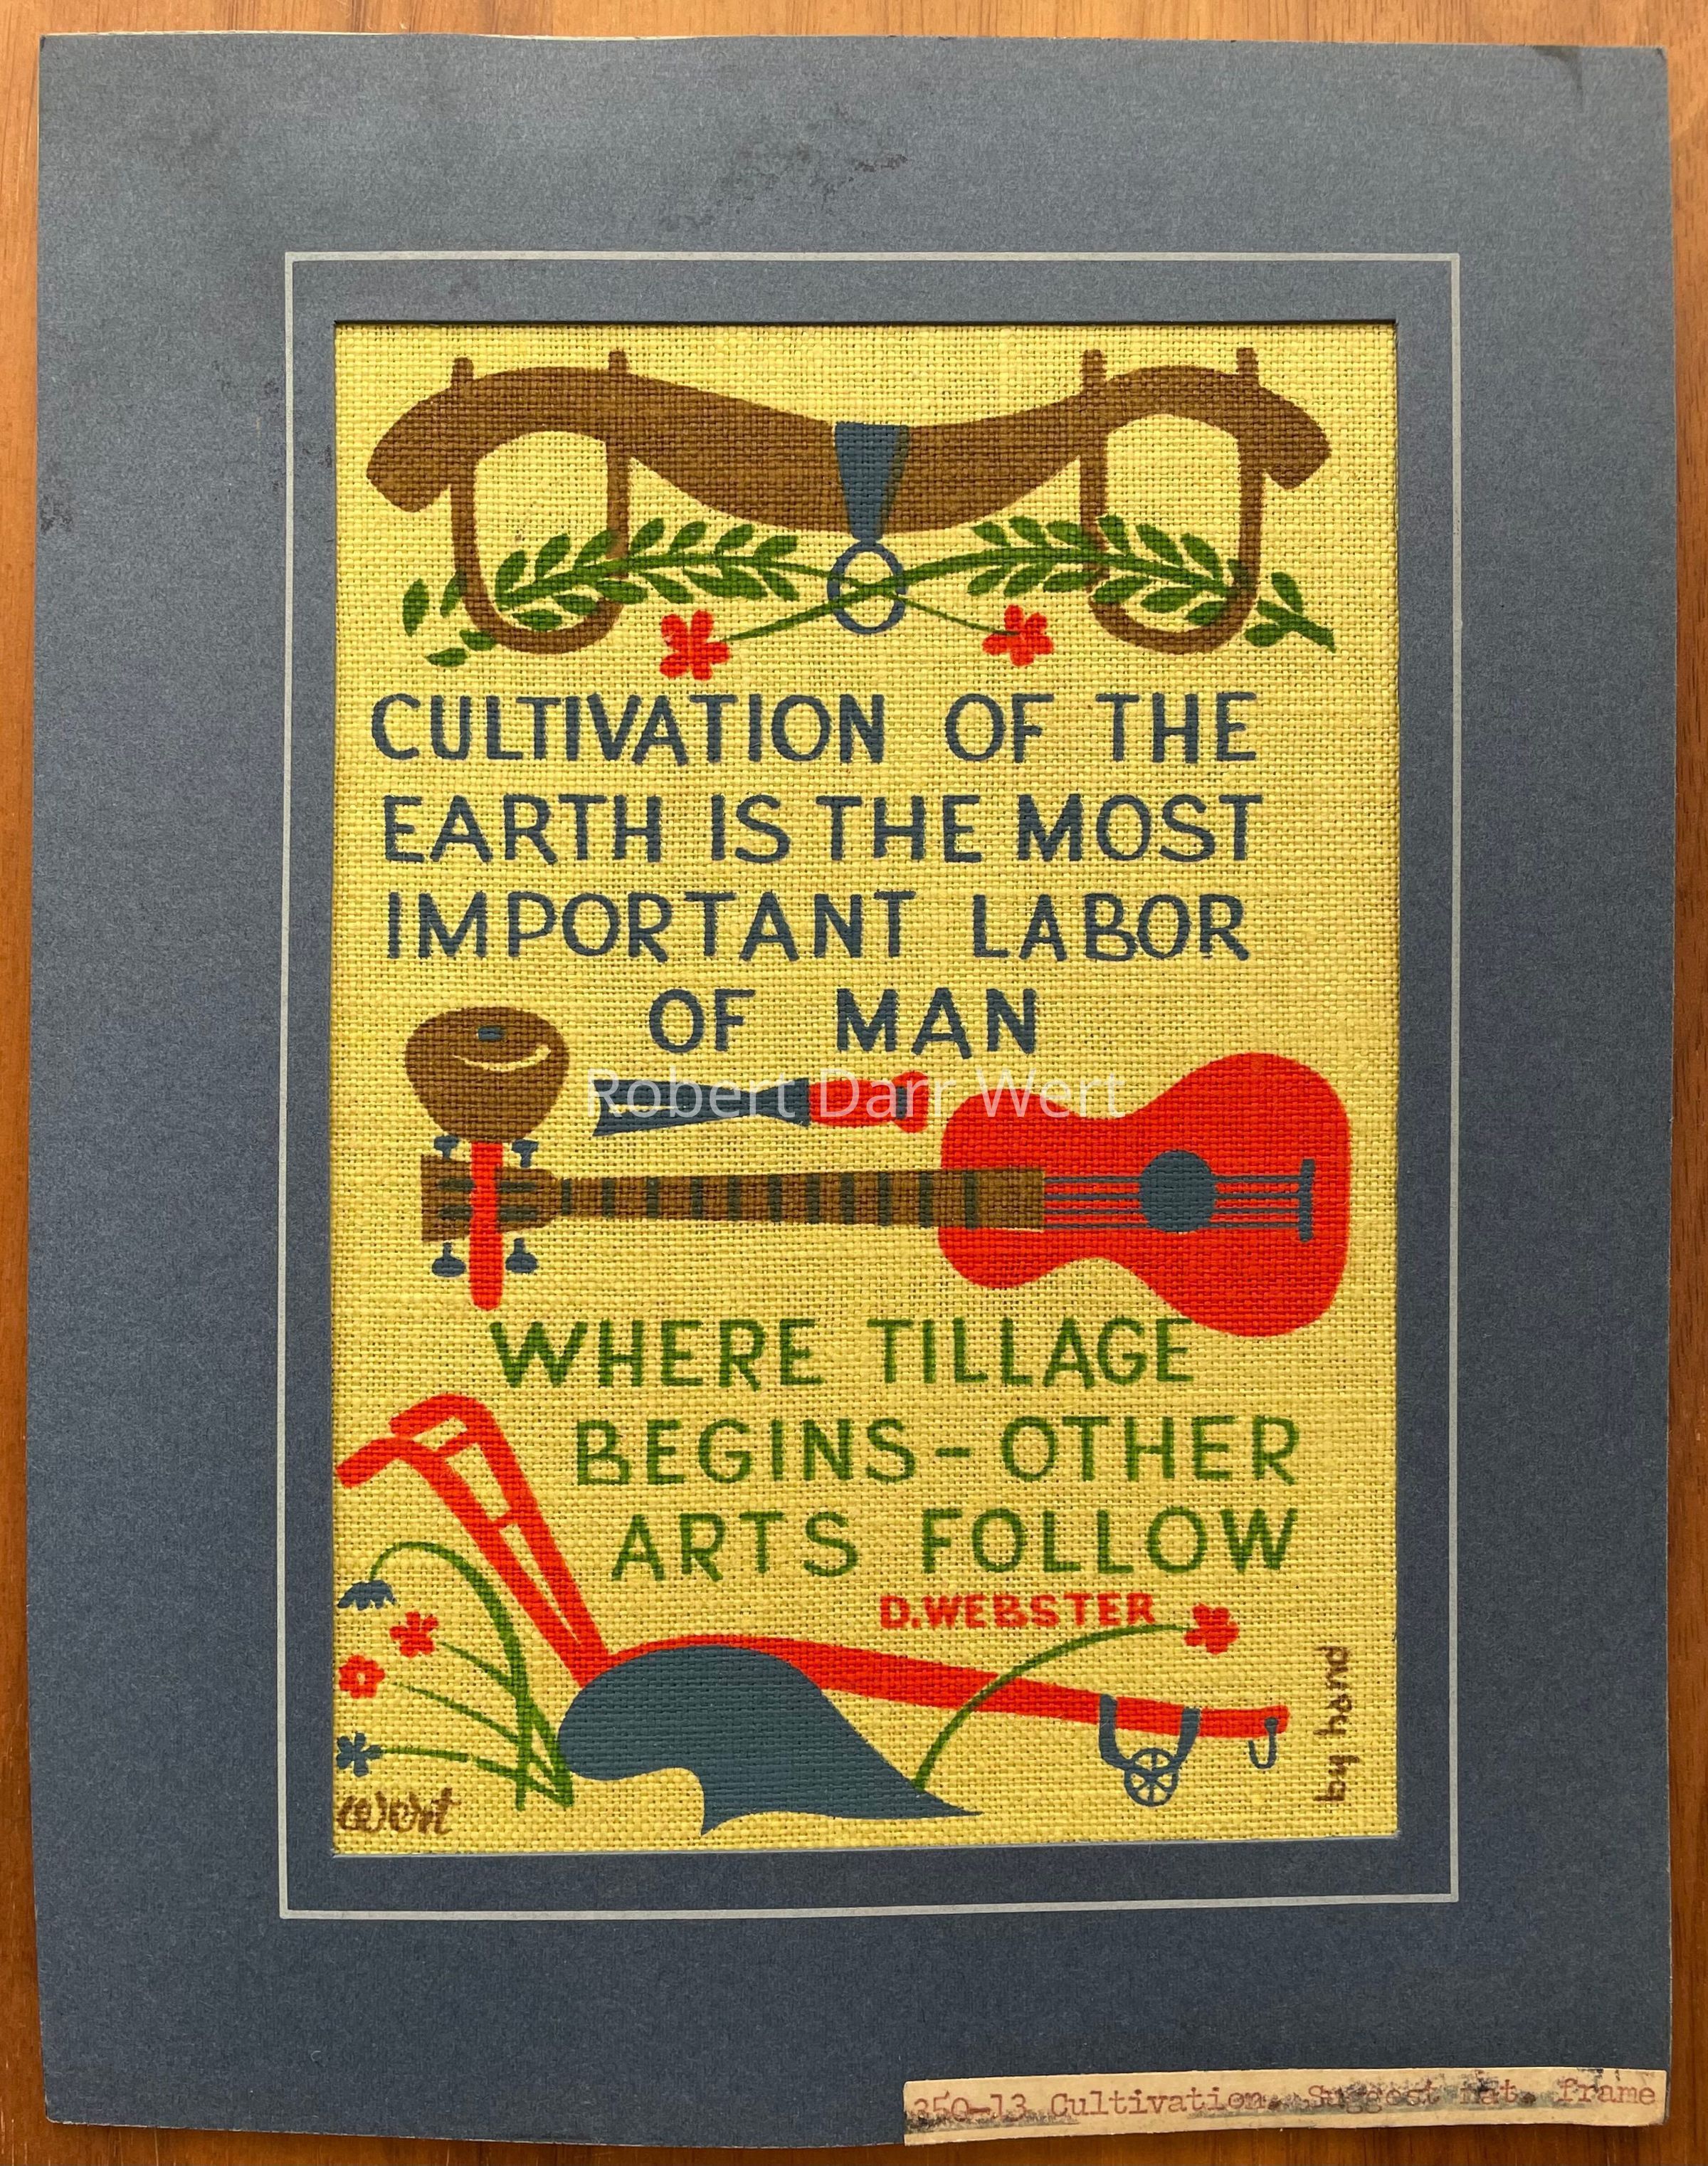 CULTIVATION OF THE
EARTH IS THE MOST
IMPORTANT LABOR
OF MAN
Robert Darr Wert
WHERE TILLAGE
BEGINS-OTHER
ARTS FOLLOW
D.WEBSTER
by hand
Wert
350-13 Cultivation. Suggest nat. frame